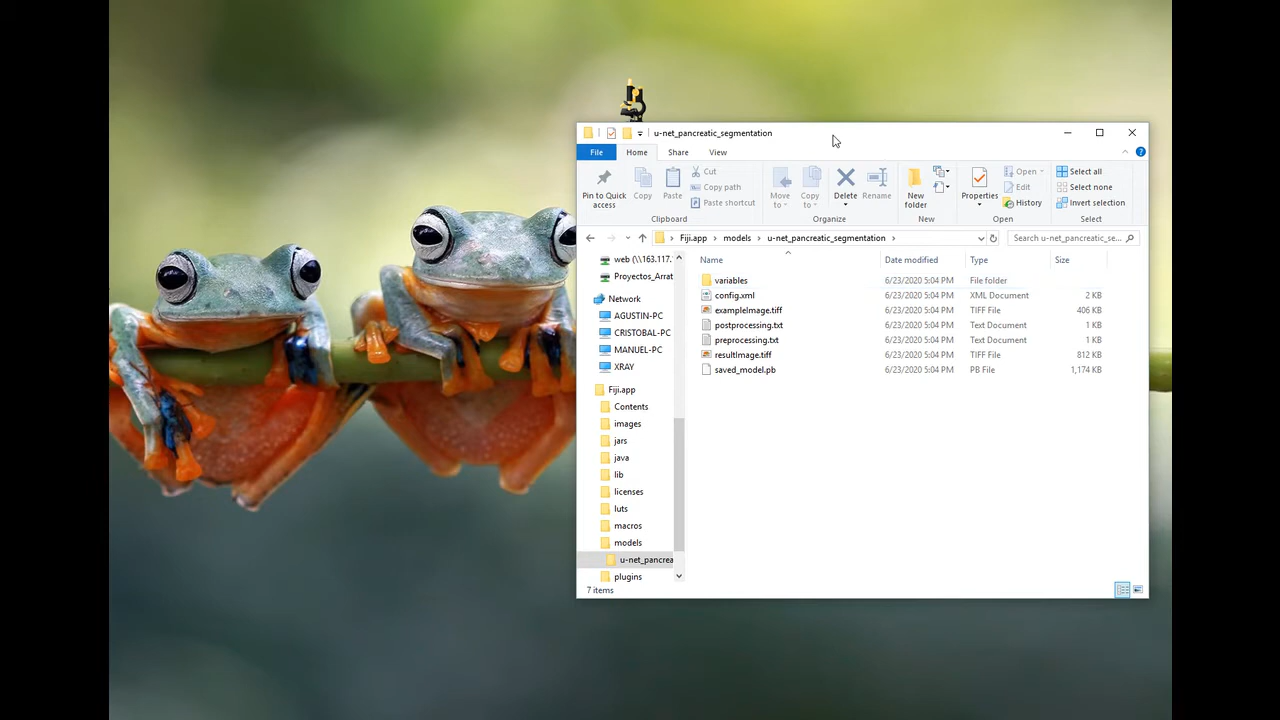 u-net_pancreatic_segmentation
File Home Share View
Pin to Quick access
Copy
Paste
Cut
Copy path
Paste shortcut
Clipboard
Move to
Copy to
Delete
Rename
Organize
New folder
New
Properties
Open
Edit
History
Open
Select all
Select none
Invert selection
Select
Fiji.app > models > u-net_pancreatic_segmentation >
Search u-net_pancreatic_se...
web (\\163.117.
Proyectos_Arrat
Network
AGUSTIN-PC
CRISTOBAL-PC
MANUEL-PC
XRAY
Fiji.app
Contents
images
jars
java
lib
licenses
luts
macros
models
u-net_pancrea
plugins
Name Date modified Type Size
variables 6/23/2020 5:04 PM File folder
config.xml 6/23/2020 5:04 PM XML Document 2 KB
exampleImage.tiff 6/23/2020 5:04 PM TIFF File 406 KB
postprocessing.txt 6/23/2020 5:04 PM Text Document 1 KB
preprocessing.txt 6/23/2020 5:04 PM Text Document 1 KB
resultImage.tiff 6/23/2020 5:04 PM TIFF File 812 KB
saved_model.pb 6/23/2020 5:04 PM PB File 1,174 KB
7 items